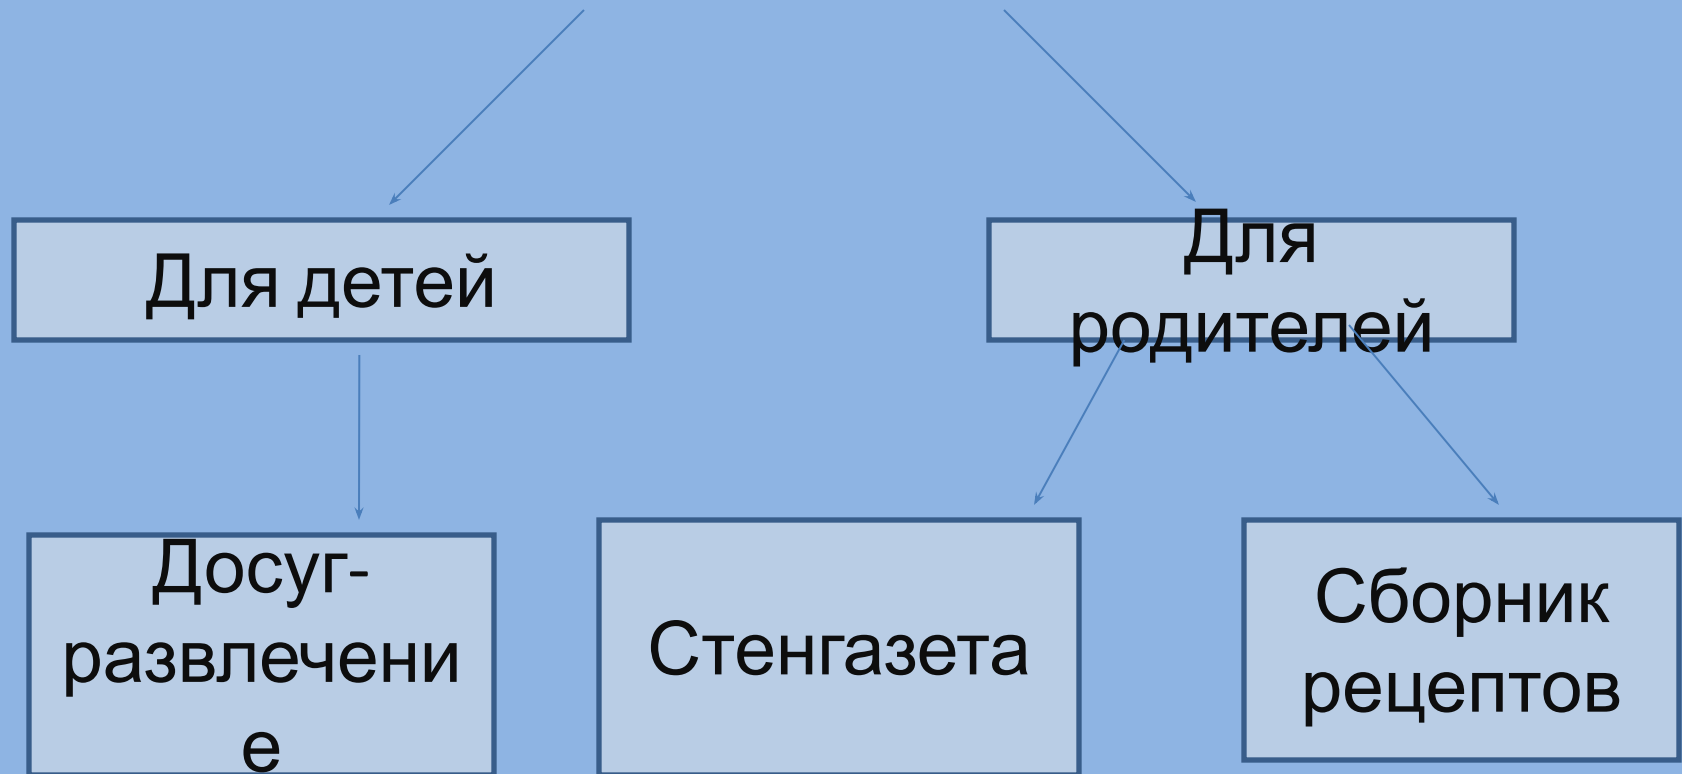 Для детей
Для
родителей
Досуг-
развлечени
е
Стенгазета
Сборник
рецептов